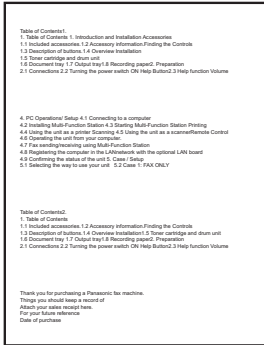 Table of Contents1.
1. Table of Contents 1. Introduction and Installation Accessories
1.1 Included accessories.1.2 Accessory information.Finding the Controls
1.3 Description of buttons.1.4 Overview Installation
1.5 Toner cartridge and drum unit
1.6 Document tray 1.7 Output tray1.8 Recording paper2. Preparation
2.1 Connections 2.2 Turning the power switch ON Help Button2.3 Help function Volume
4. PC Operations/ Setup 4.1 Connecting to a computer
4.2 Installing Multi-Function Station 4.3 Starting Multi-Function Station Printing
4.4 Using the unit as a printer Scanning 4.5 Using the unit as a scannerRemote Control
4.6 Operating the unit from your computer.
4.7 Fax sending/receiving using Multi-Function Station
4.8 Registering the computer in the LANnetwork with the optional LAN board
4.9 Confirming the status of the unit 5. Case / Setup
5.1 Selecting the way to use your unit 5.2 Case 1: FAX ONLY
Table of Contents2.
1. Table of Contents
1.1 Included accessories.1.2 Accessory information.Finding the Controls
1.3 Description of buttons.1.4 Overview Installation1.5 Toner cartridge and drum unit
1.6 Document tray 1.7 Output tray1.8 Recording paper2. Preparation
2.1 Connections 2.2 Turning the power switch ON Help Button2.3 Help function Volume
Thank you for purchasing a Panasonic fax machine.
Things you should keep a record of
Attach your sales receipt here.
For your future reference
Date of purchase